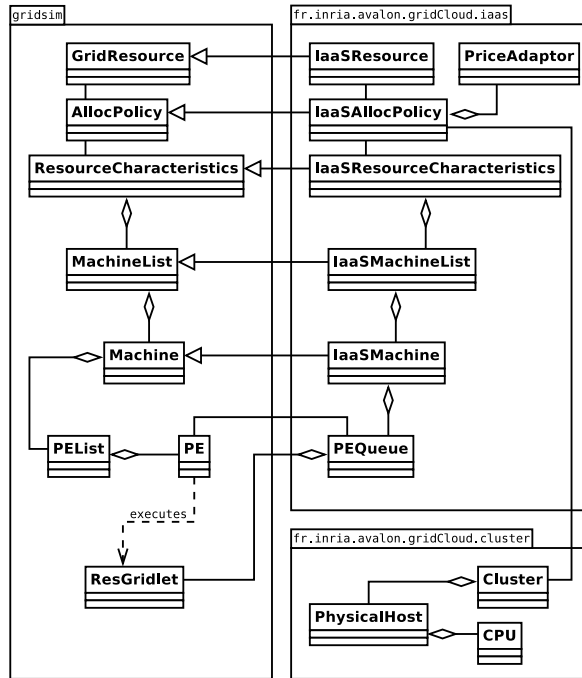 gridsim
fr.inria.avalon.gridCloud.iaas
GridResource
IaaSResource
PriceAdaptor
AllocPolicy
IaaSAllocPolicy
ResourceCharacteristics
IaaSResourceCharacteristics
MachineList
IaaSMachineList
Machine
IaaSMachine
PEList
PE
PEQueue
executes
fr.inria.avalon.gridCloud.cluster
ResGridlet
Cluster
PhysicalHost
CPU